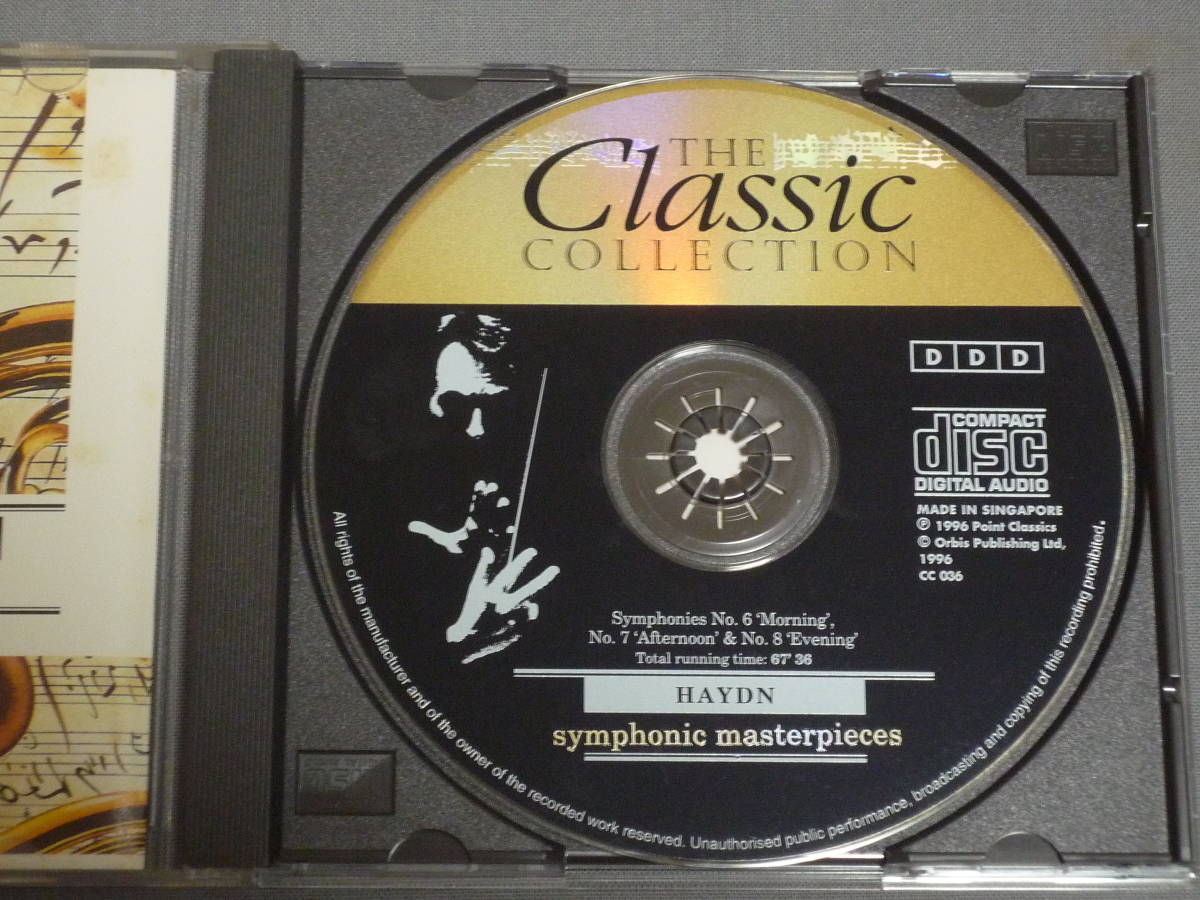 THE
Classic
COLLECTION
D D D
COMPACT
disc
DIGITAL AUDIO
MADE IN SINGAPORE
℗ 1996 Point Classics
© Orbis Publishing Ltd,
1996
CC 036
Symphonies No. 6 'Morning',
No. 7 'Afternoon' & No. 8 'Evening'
Total running time: 67' 36
HAYDN
symphonic masterpieces
All rights of the manufacturer and of the owner of the recorded work reserved. Unauthorised public performance, broadcasting and copying of this recording prohibited.